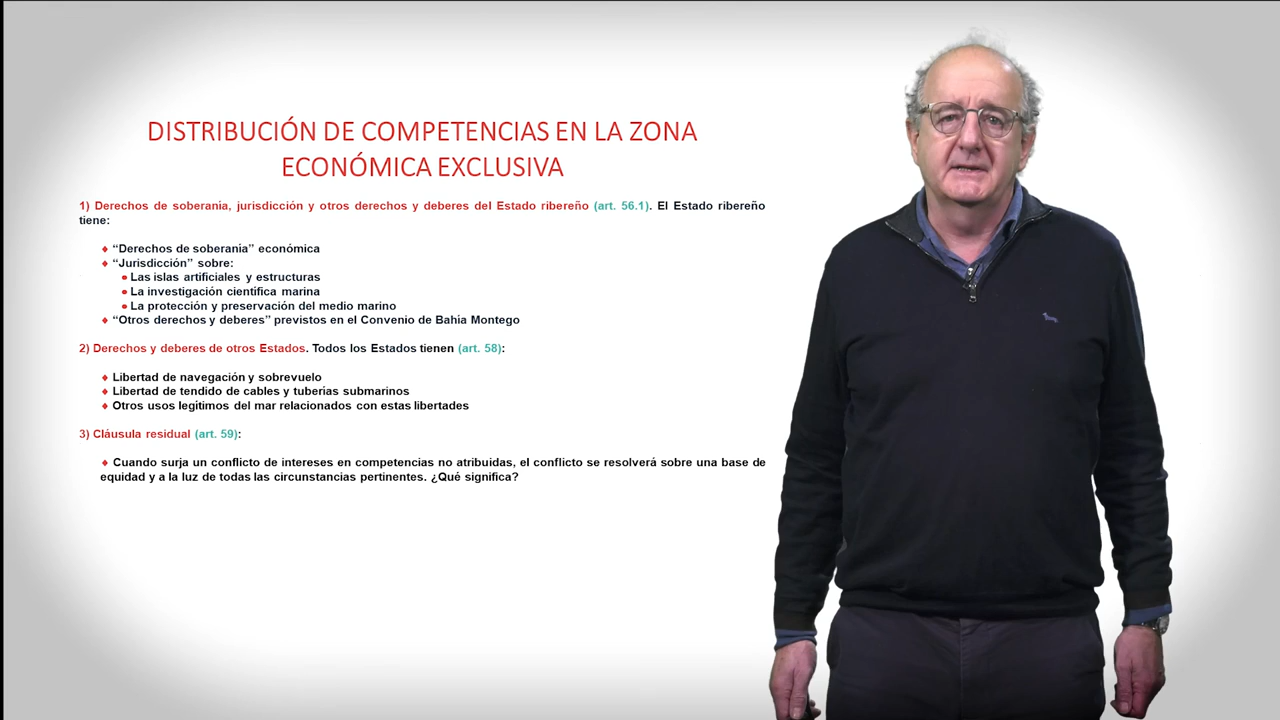 DISTRIBUCIÓN DE COMPETENCIAS EN LA ZONA
ECONÓMICA EXCLUSIVA
1) Derechos de soberanía, jurisdicción y otros derechos y deberes del Estado ribereño (art. 56.1). El Estado ribereño
tiene:
“Derechos de soberanía” económica
“Jurisdicción” sobre:
Las islas artificiales y estructuras
La investigación científica marina
La protección y preservación del medio marino
“Otros derechos y deberes” previstos en el Convenio de Bahía Montego
2) Derechos y deberes de otros Estados. Todos los Estados tienen (art. 58):
Libertad de navegación y sobrevuelo
Libertad de tendido de cables y tuberías submarinos
Otros usos legítimos del mar relacionados con estas libertades
3) Cláusula residual (art. 59):
Cuando surja un conflicto de intereses en competencias no atribuidas, el conflicto se resolverá sobre una base de
equidad y a la luz de todas las circunstancias pertinentes. ¿Qué significa?